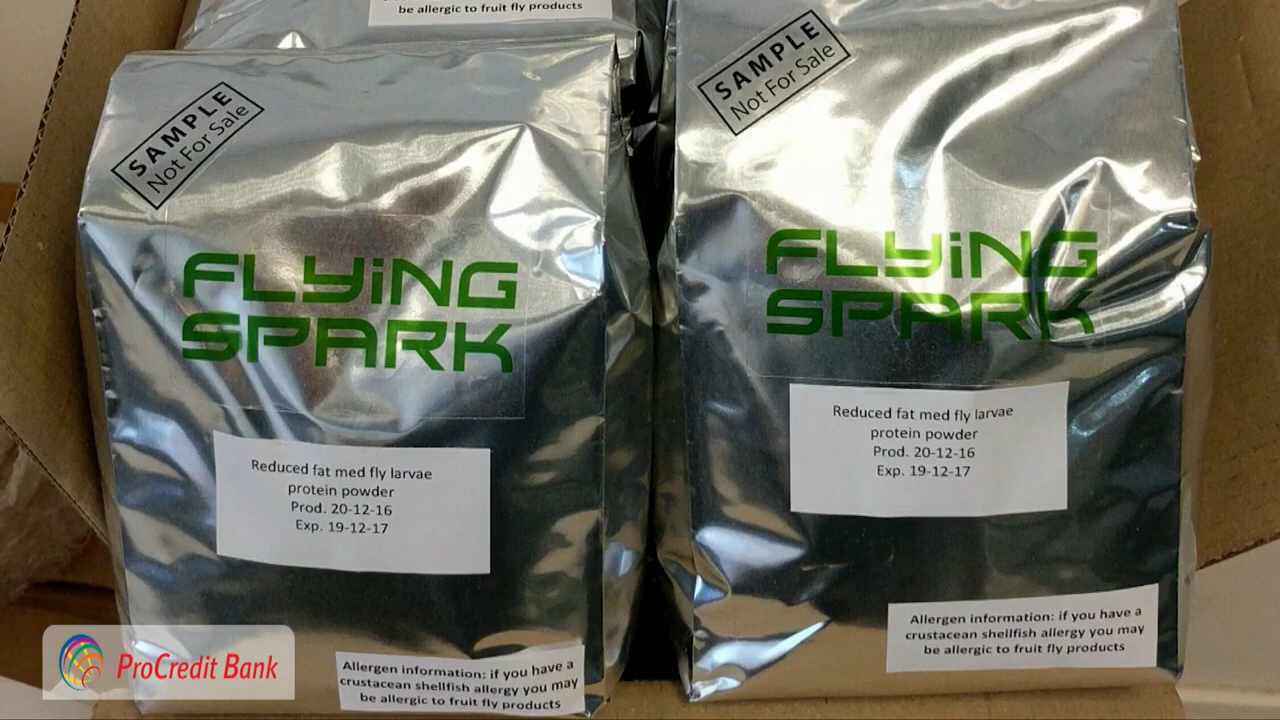 be allergic to fruit fly products
SAMPLE
Not For Sale
FLYiNG
SPARK
Reduced fat med fly larvae
protein powder
Prod. 20-12-16
Exp. 19-12-17
Allergen information: if you have a
crustacean shellfish allergy you may
be allergic to fruit fly products
SAMPLE
Not For Sale
FLYiNG
SPARK
Reduced fat med fly larvae
protein powder
Prod. 20-12-16
Exp. 19-12-17
Allergen information: if you have a
crustacean shellfish allergy you may
be allergic to fruit fly products
ProCredit Bank